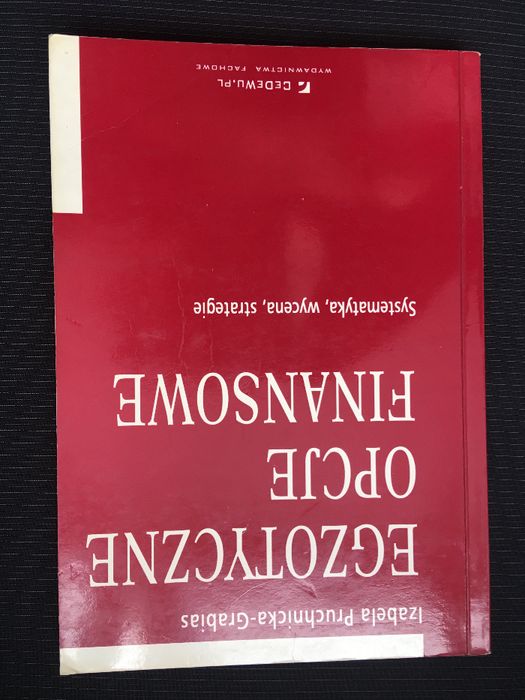 Izabela Pruchnicka-Grabias
EGZOTYCZNE
OPCJE
FINANSOWE
Systematyka, wycena, strategie
CEDEWU.PL
WYDAWNICTWA FACHOWE